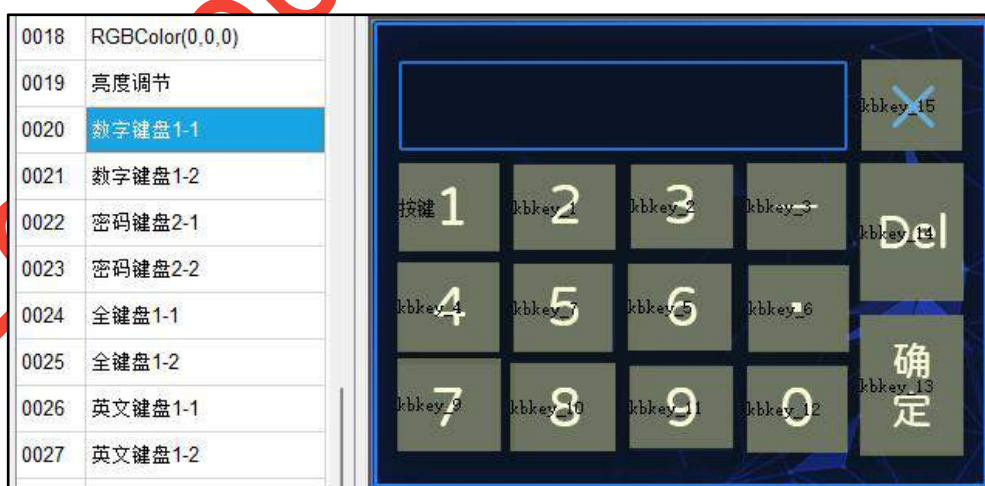 0018 RGBColor(0,0,0)
0019 亮度调节
0020 数字键盘1-1
0021 数字键盘1-2
0022 密码键盘2-1
0023 密码键盘2-2
0024 全键盘1-1
0025 全键盘1-2
0026 英文键盘1-1
0027 英文键盘1-2
kbkey_15
按键 1 kbkey_1 2 kbkey_2 3 kbkey_3 -
kbkey_14 Del
kbkey_4 4 kbkey_7 5 kbkey_5 6 kbkey_6 .
kbkey_13 确定
kbkey_9 7 kbkey_10 8 kbkey_11 9 kbkey_12 0